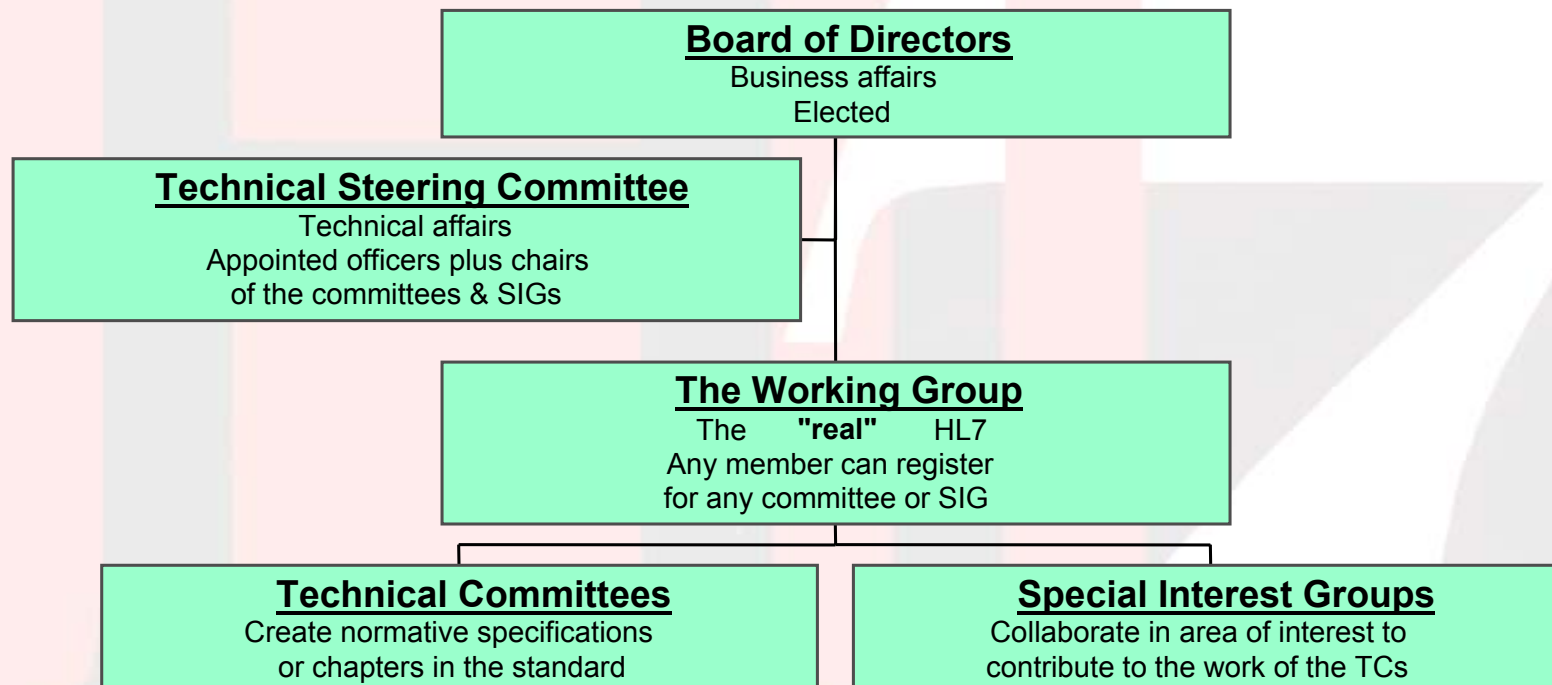 Board of Directors
Business affairs
Elected
Technical Steering Committee
Technical affairs
Appointed officers plus chairs
of the committees & SIGs
The Working Group
The "real" HL7
Any member can register
for any committee or SIG
Technical Committees
Create normative specifications
or chapters in the standard
Special Interest Groups
Collaborate in area of interest to
contribute to the work of the TCs